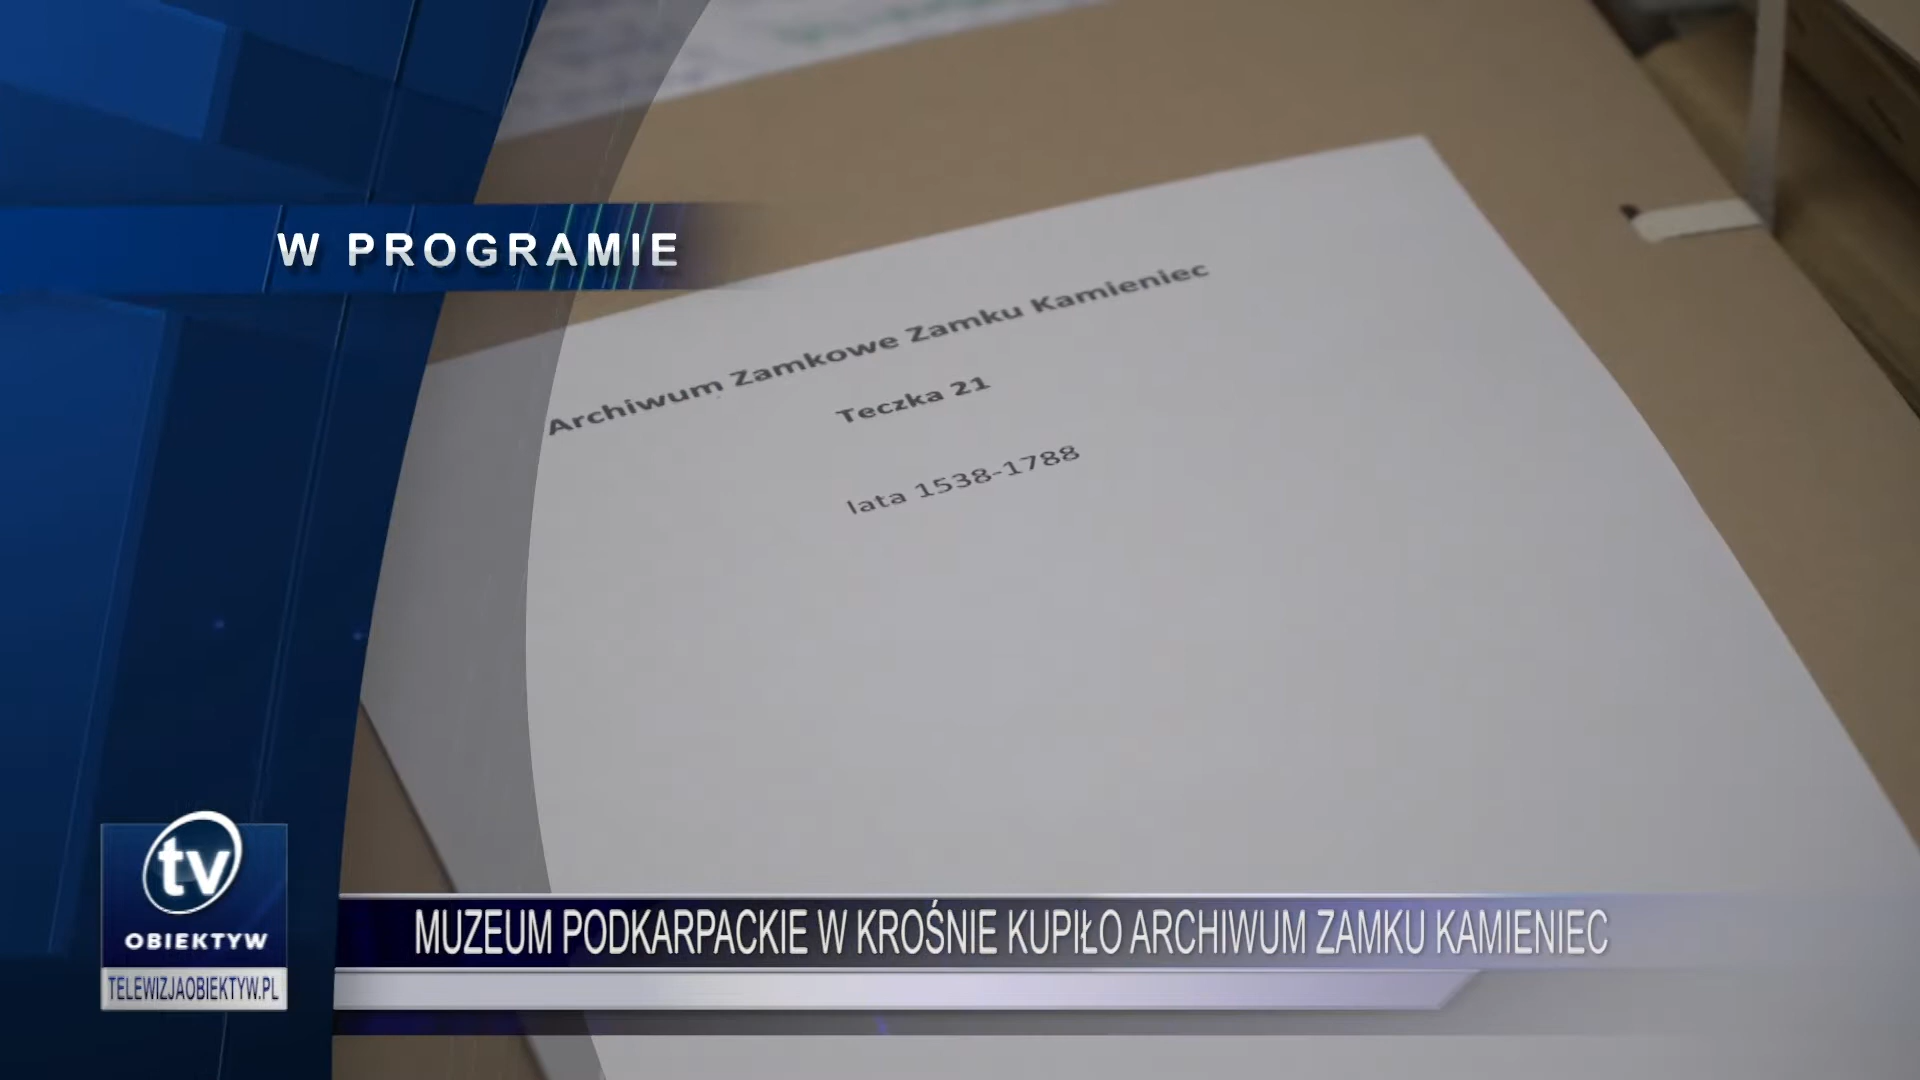 W PROGRAMIE
Archiwum Zamkowe Zamku Kamieniec
Teczka 21
lata 1538-1788
tv
OBIEKTYW
TELEWIZJAOBIEKTYW.PL
MUZEUM PODKARPACKIE W KROŚNIE KUPIŁO ARCHIWUM ZAMKU KAMIENIEC